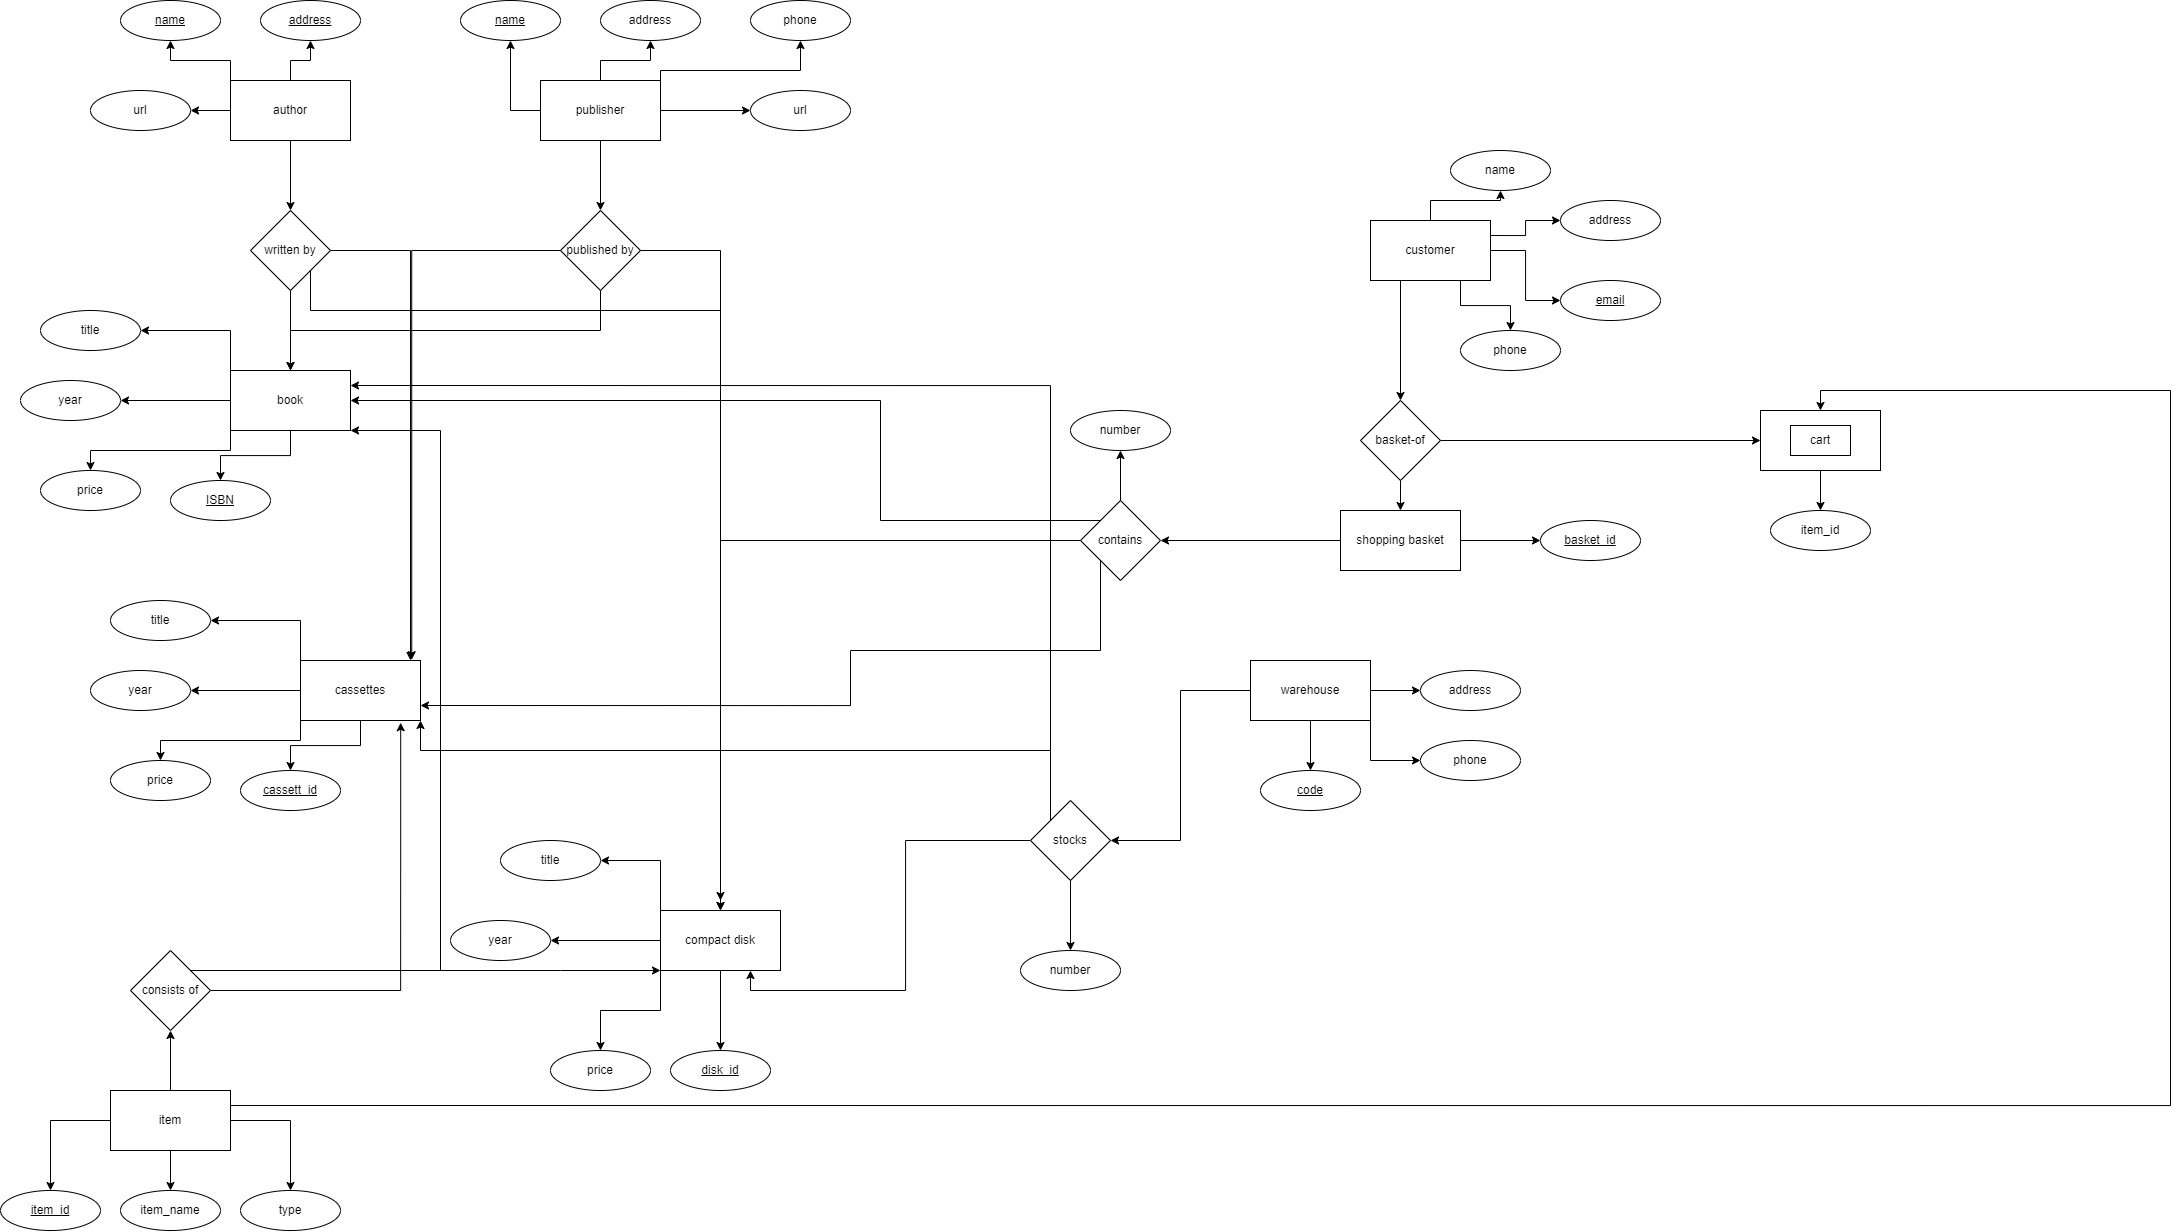 name
address
name
address
phone
url
author
publisher
url
name
address
customer
written by
published by
email
title
phone
book
year
number
cart
basket-of
price
ISBN
item_id
contains
shopping basket
basket_id
title
year
cassettes
warehouse
address
phone
price
cassett_id
code
stocks
title
year
compact disk
number
consists of
price
disk_id
item
item_id
item_name
type